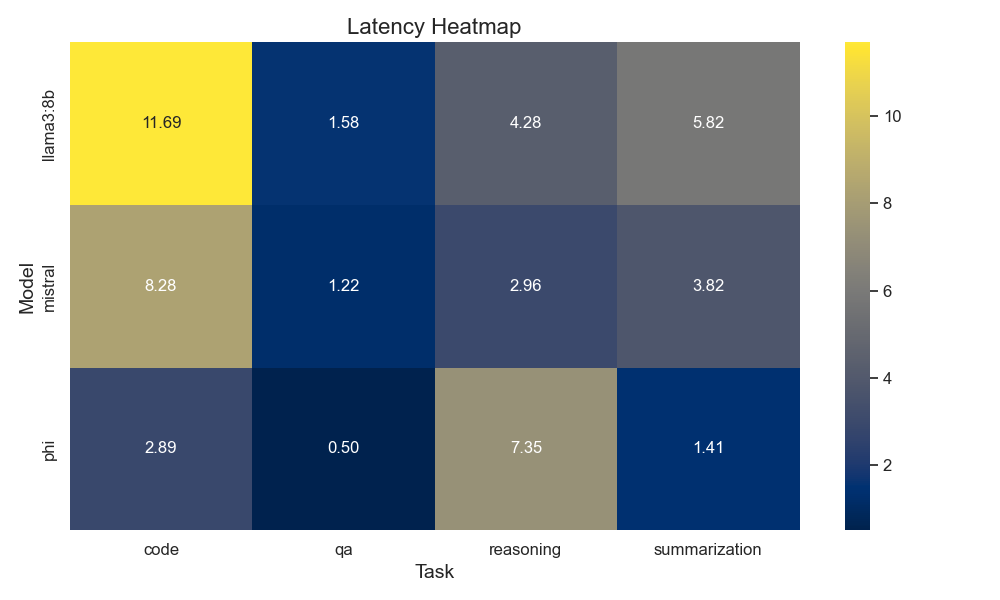 Latency Heatmap
Model
llama3:8b
11.69 1.58 4.28 5.82
mistral
8.28 1.22 2.96 3.82
phi
2.89 0.50 7.35 1.41
code qa reasoning summarization
Task
10
8
6
4
2